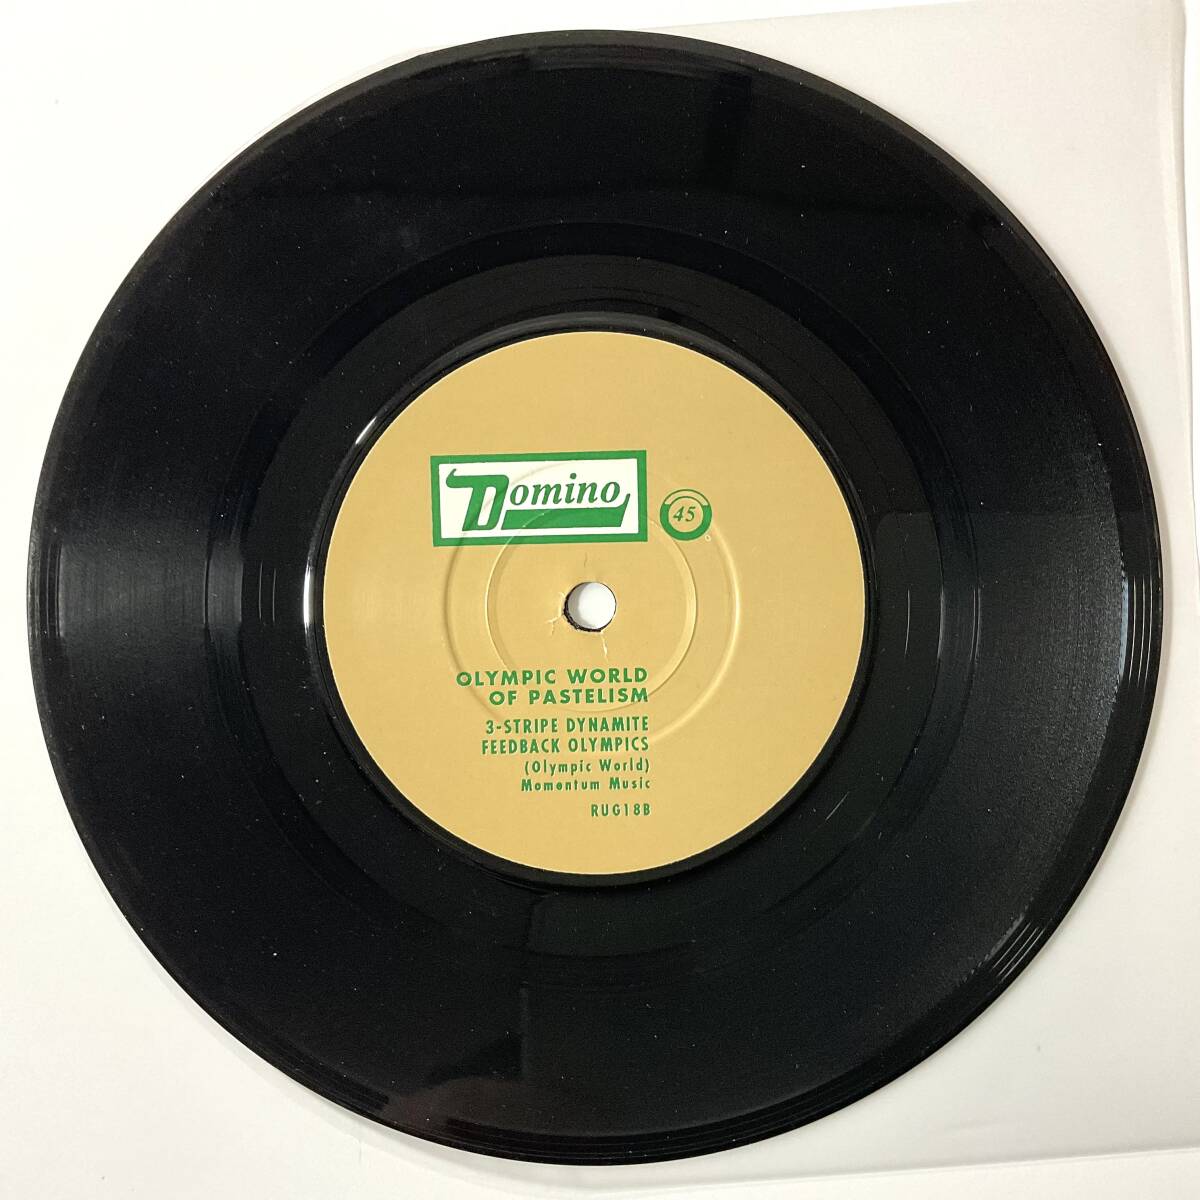 Domino
45
OLYMPIC WORLD
OF PASTELISM
3-STRIPE DYNAMITE
FEEDBACK OLYMPICS
(Olympic World)
Momentum Music
RUG18B